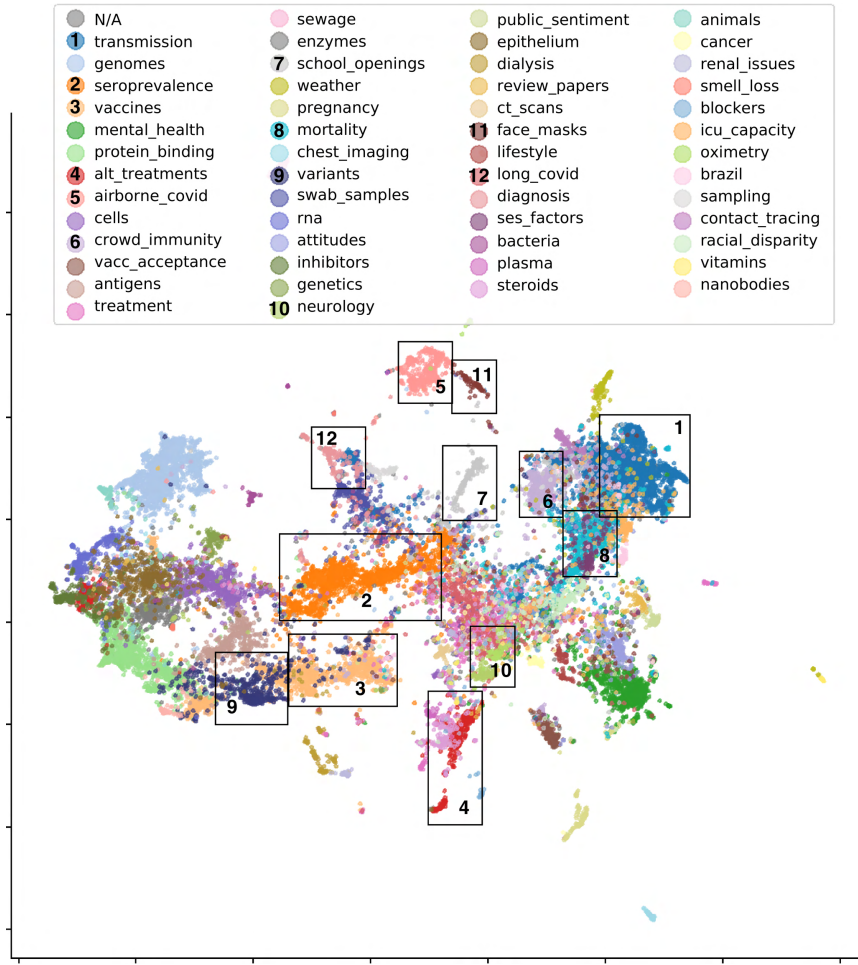 N/A
1 transmission
genomes
2 seroprevalence
3 vaccines
mental_health
protein_binding
4 alt_treatments
5 airborne_covid
cells
6 crowd_immunity
vacc_acceptance
antigens
treatment
sewage
enzymes
7 school_openings
weather
pregnancy
8 mortality
chest_imaging
9 variants
swab_samples
rna
attitudes
inhibitors
genetics
10 neurology
public_sentiment
epithelium
dialysis
review_papers
ct_scans
11 face_masks
lifestyle
12 long_covid
diagnosis
ses_factors
bacteria
plasma
steroids
animals
cancer
renal_issues
smell_loss
blockers
icu_capacity
oximetry
brazil
sampling
contact_tracing
racial_disparity
vitamins
nanobodies
5
11
12
1
7
6
8
2
10
3
9
4